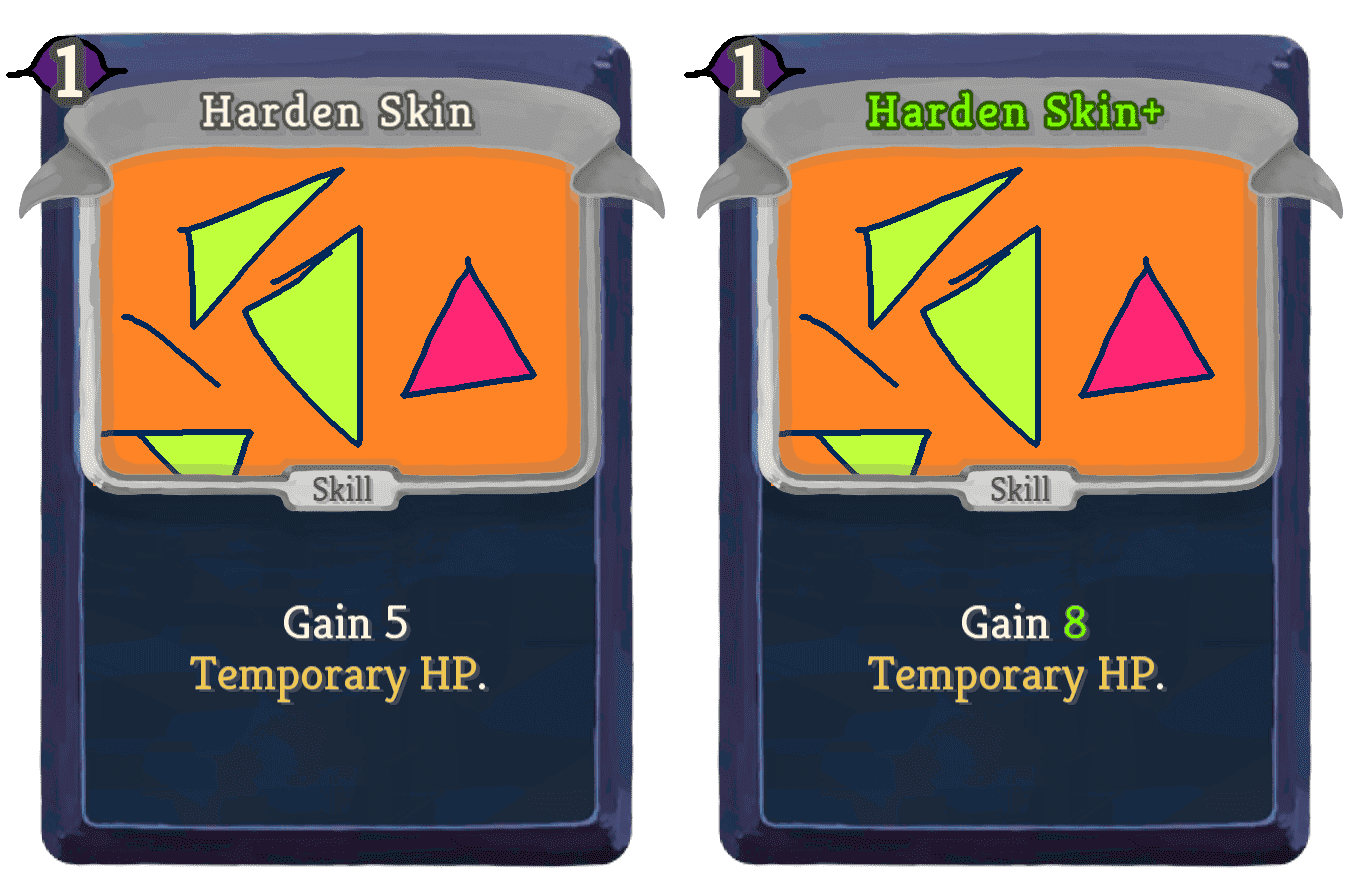 1
Harden Skin
Skill
Gain 5
Temporary HP.
1
Harden Skin+
Skill
Gain 8
Temporary HP.